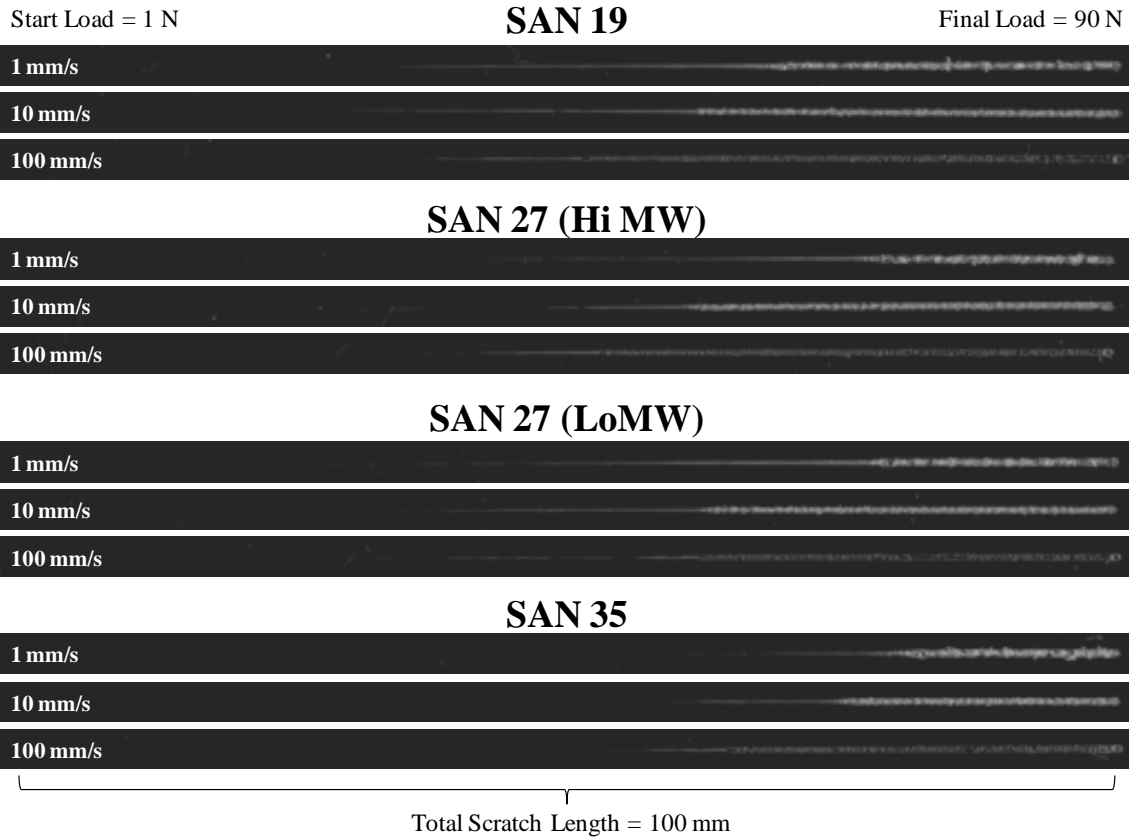 Start Load = 1 N
SAN 19
Final Load = 90 N
1 mm/s
10 mm/s
100 mm/s
SAN 27 (Hi MW)
1 mm/s
10 mm/s
100 mm/s
SAN 27 (LoMW)
1 mm/s
10 mm/s
100 mm/s
SAN 35
1 mm/s
10 mm/s
100 mm/s
Total Scratch Length = 100 mm